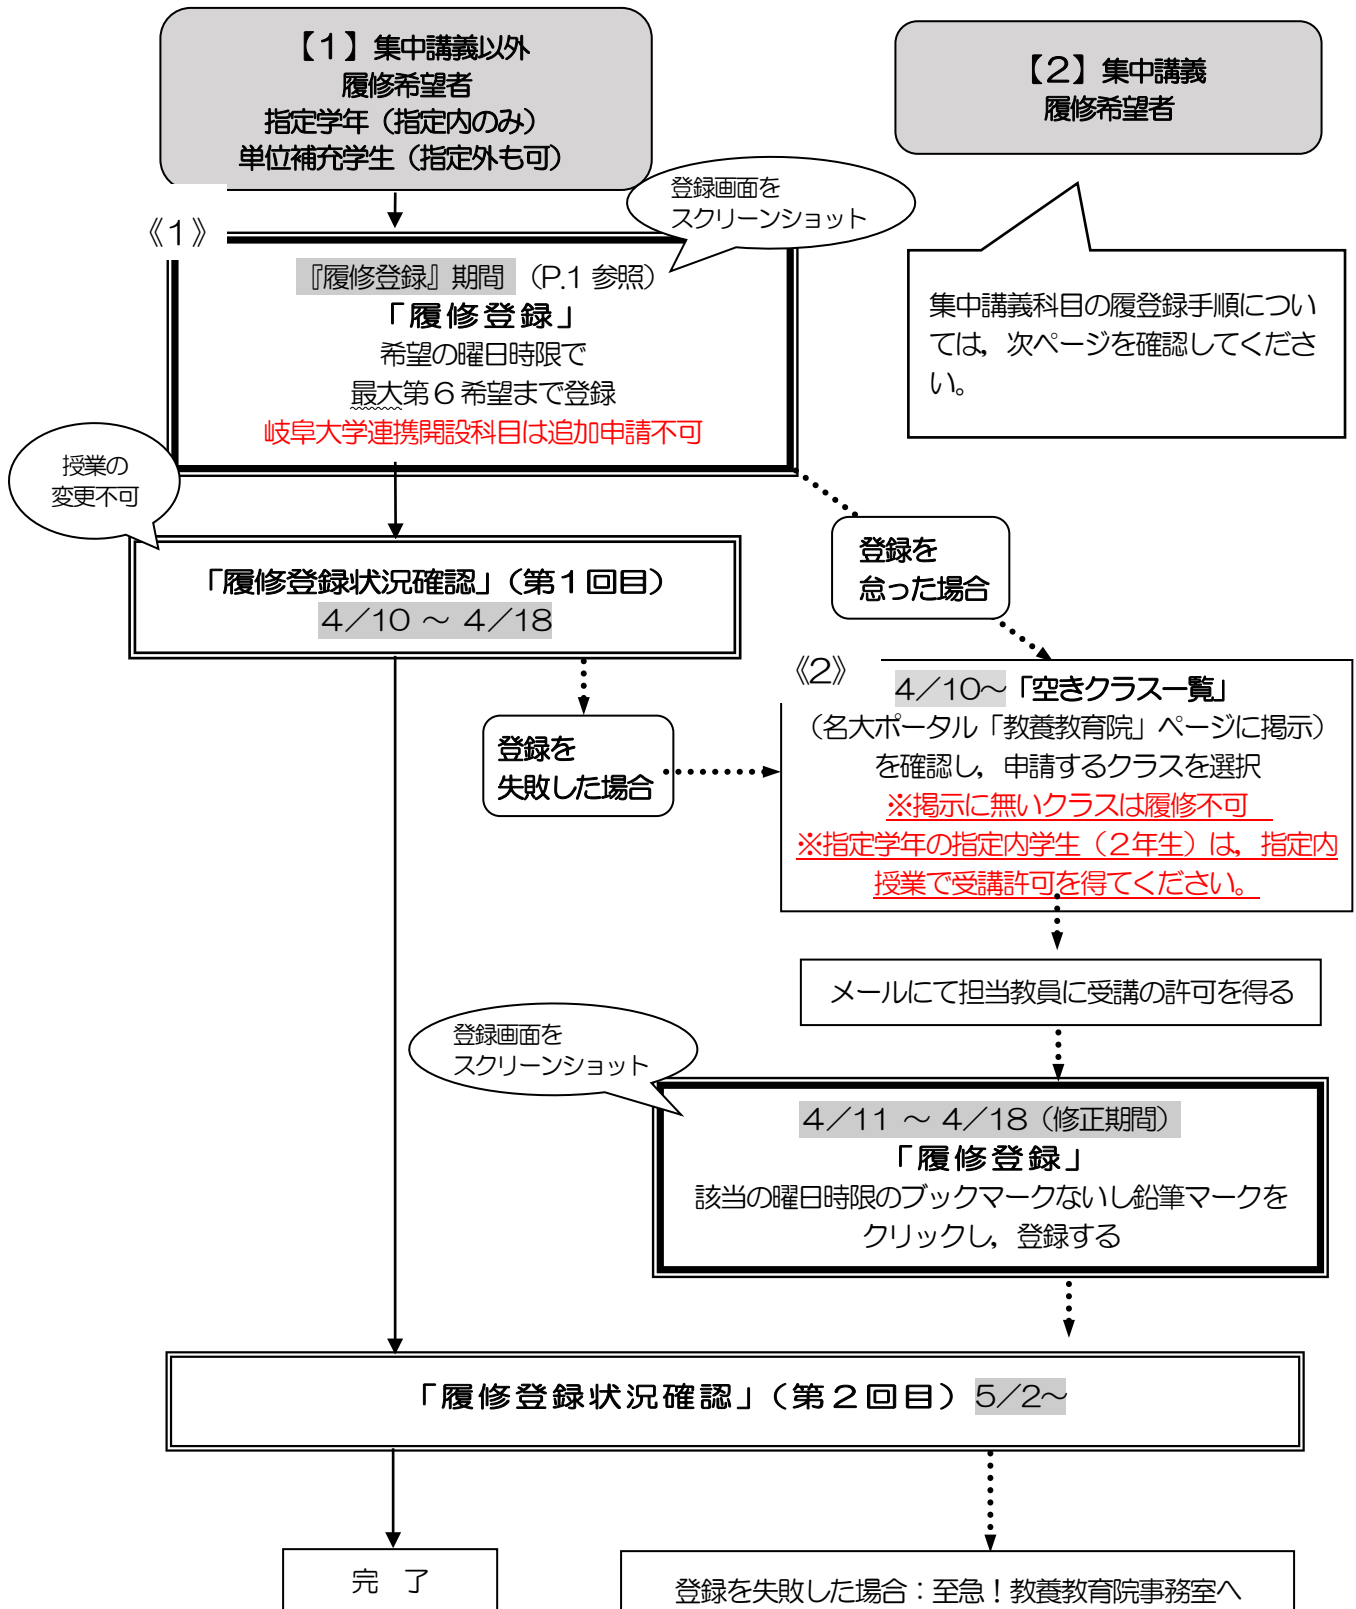 【1】集中講義以外
履修希望者
指定学年（指定内のみ）
単位補充学生（指定外も可）
【2】集中講義
履修希望者
登録画面を
スクリーンショット
《1》
『履修登録』期間（P.1 参照）
「履修登録」
希望の曜日時限で
最大第6希望まで登録
岐阜大学連携開設科目は追加申請不可
集中講義科目の履登録手順につい
ては，次ページを確認してくださ
い。
授業の
変更不可
登録を
怠った場合
「履修登録状況確認」（第1回目）
4／10 ～ 4／18
《2》
4／10～「空きクラス一覧」
（名大ポータル「教養教育院」ページに掲示）
を確認し，申請するクラスを選択
※掲示に無いクラスは履修不可
※指定学年の指定内学生（2年生）は，指定内
授業で受講許可を得てください。
登録を
失敗した場合
メールにて担当教員に受講の許可を得る
登録画面を
スクリーンショット
4／11 ～ 4／18（修正期間）
「履修登録」
該当の曜日時限のブックマークないし鉛筆マークを
クリックし，登録する
「履修登録状況確認」（第2回目）5／2～
完 了
登録を失敗した場合：至急！教養教育院事務室へ